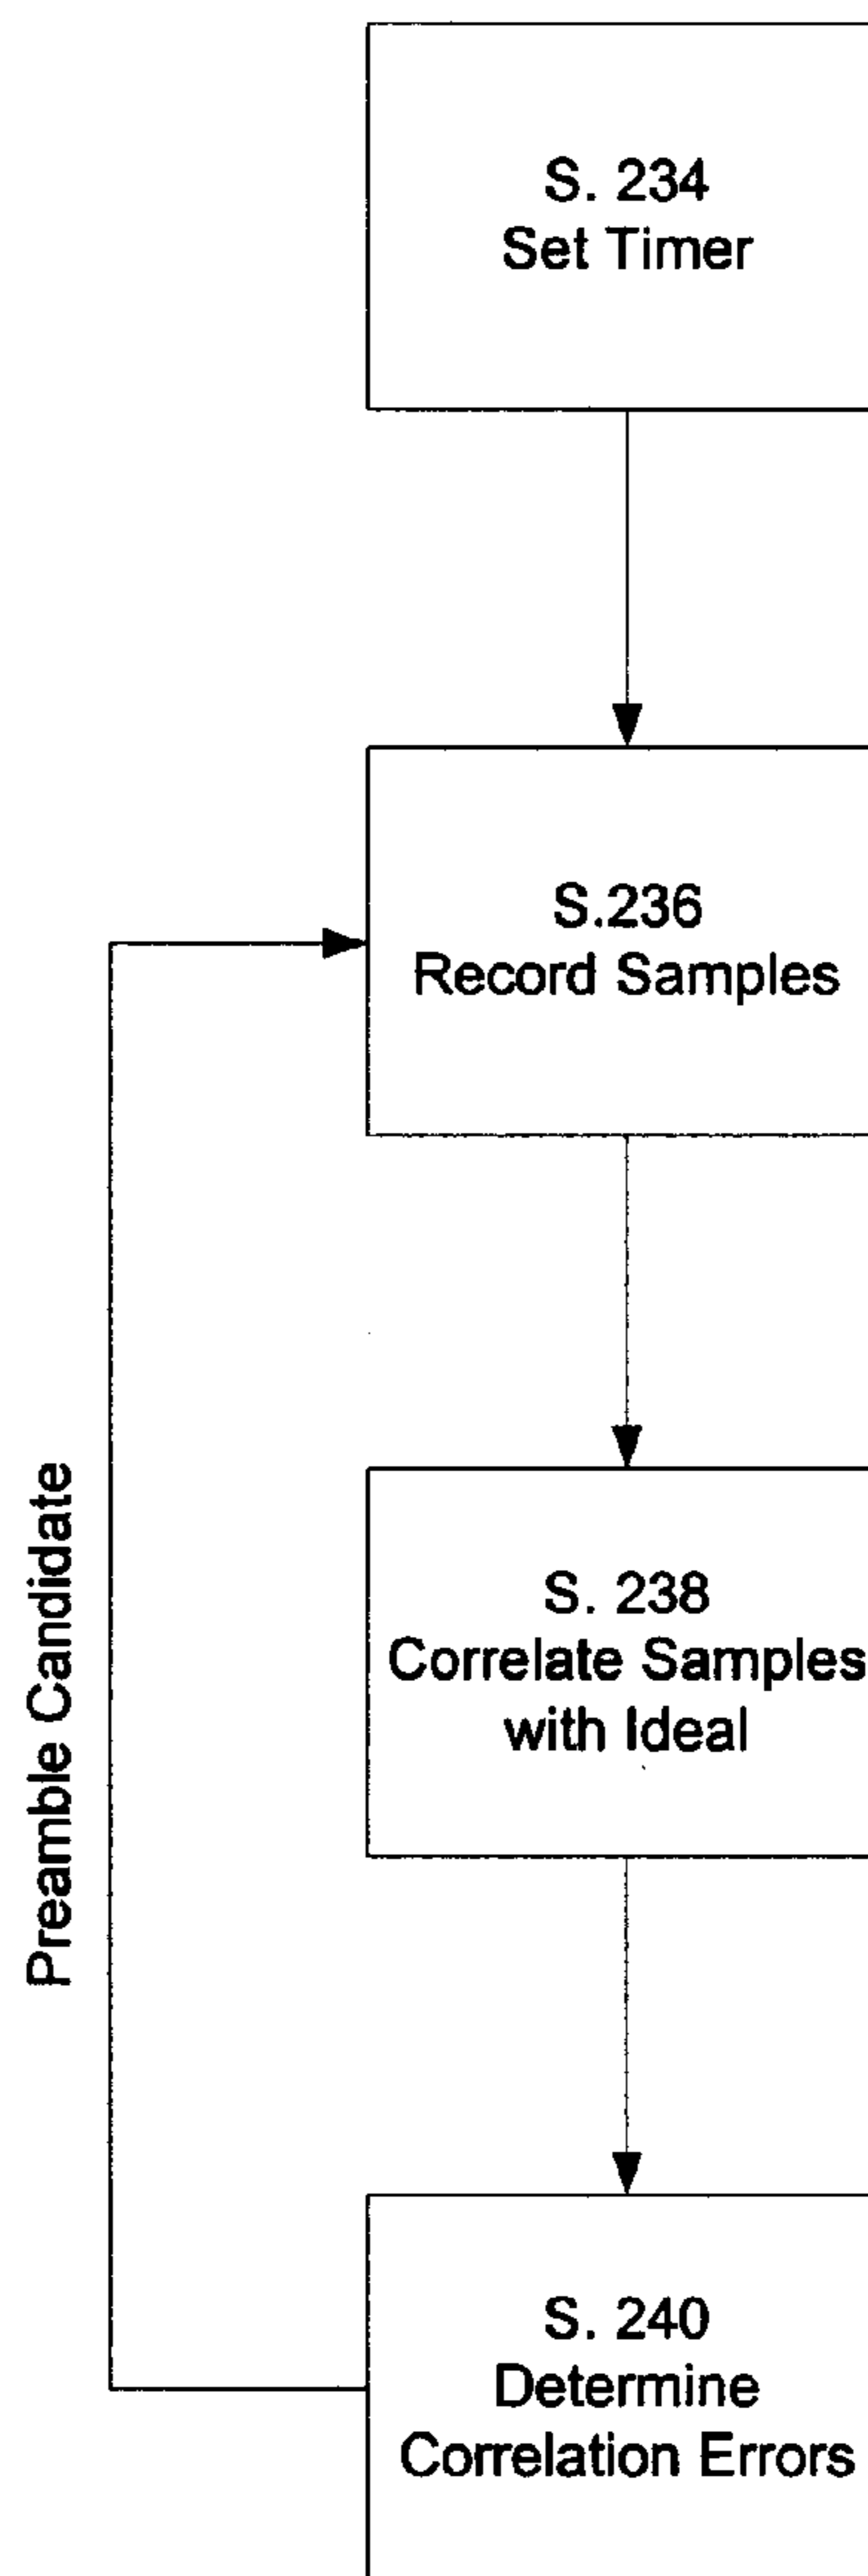 S. 234
Set Timer
S.236
Record Samples
S. 238
Correlate Samples
with Ideal
Preamble Candidate
S. 240
Determine
Correlation Errors